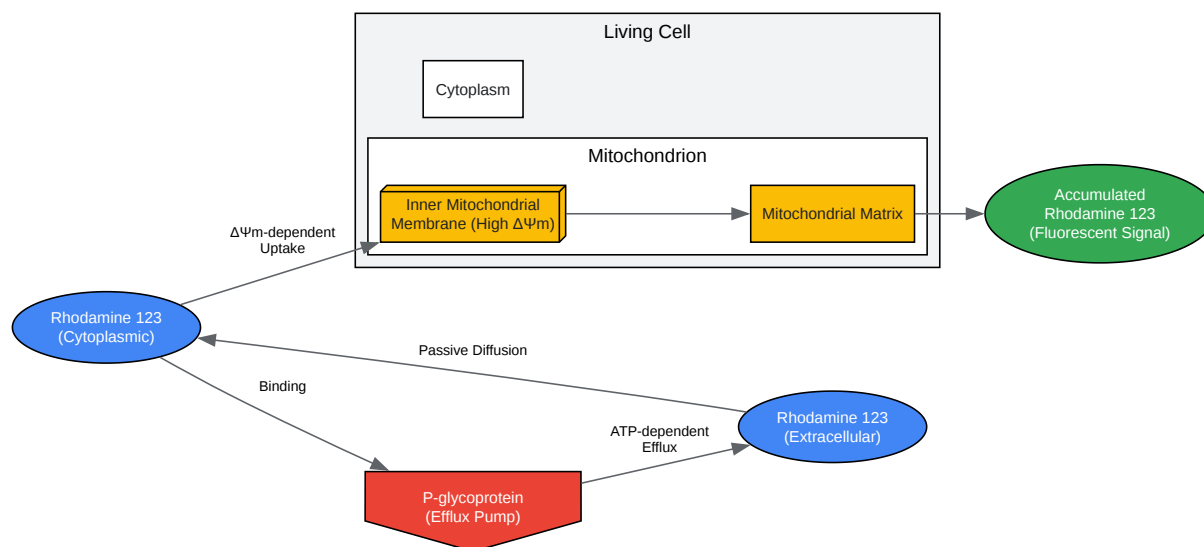 Living Cell
Cytoplasm
Mitochondrion
Inner Mitochondrial
Membrane (High ΔΨm)
Mitochondrial Matrix
Accumulated
Rhodamine 123
(Fluorescent Signal)
ΔΨm-dependent
Uptake
Rhodamine 123
(Cytoplasmic)
Passive Diffusion
Binding
Rhodamine 123
(Extracellular)
ATP-dependent
Efflux
P-glycoprotein
(Efflux Pump)